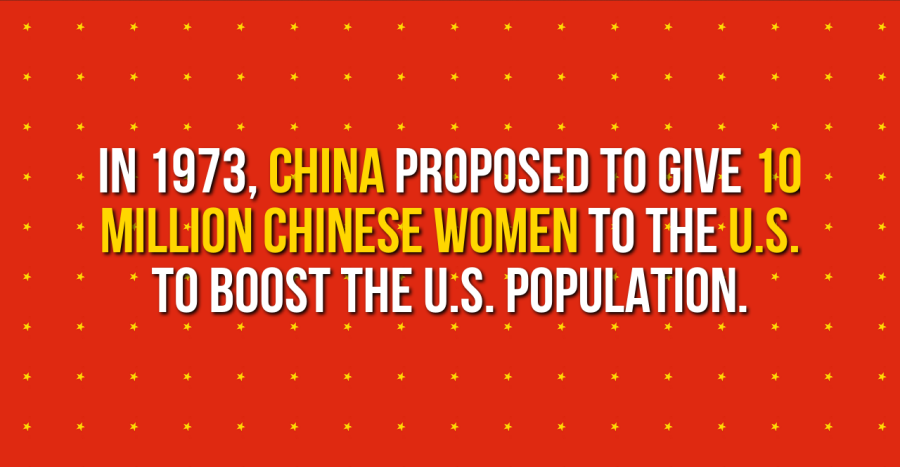 IN 1973, CHINA PROPOSED TO GIVE 10
MILLION CHINESE WOMEN TO THE U.S.
TO BOOST THE U.S. POPULATION.